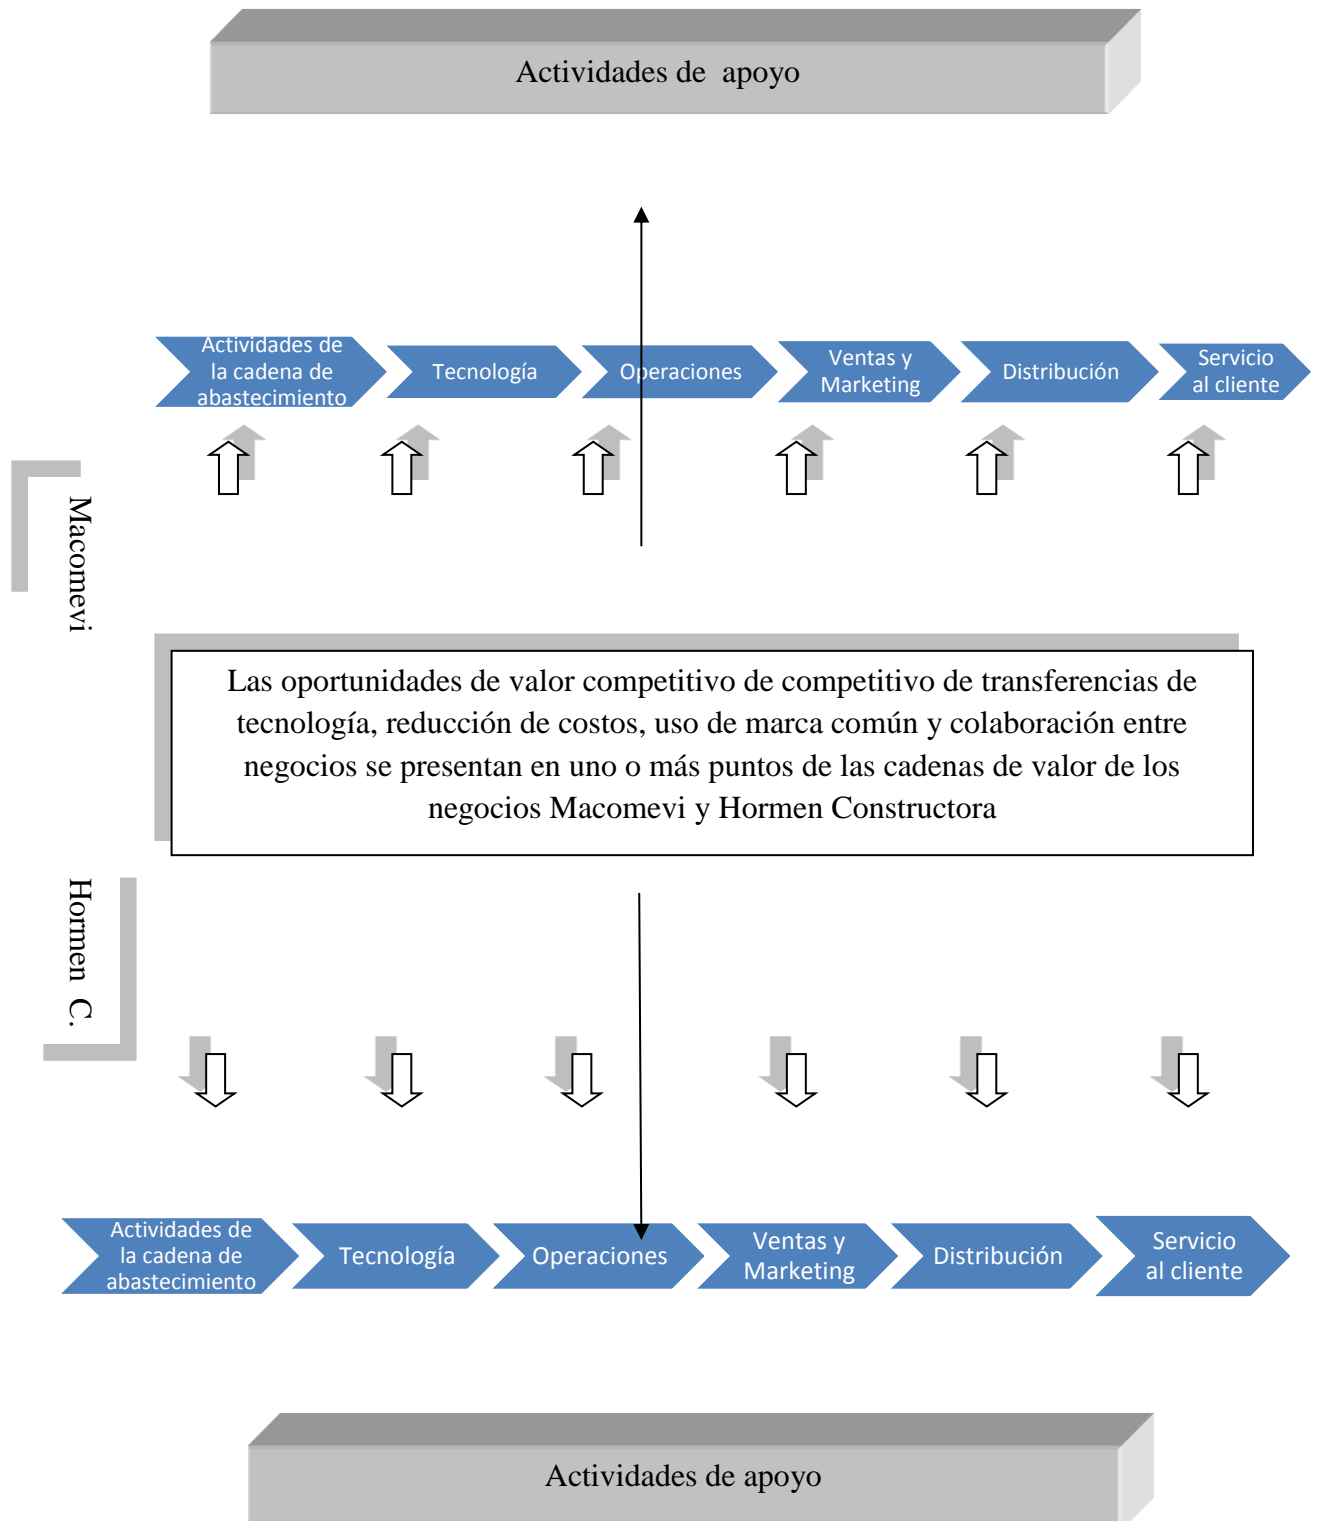 Actividades de apoyo
Actividades de
la cadena de
abastecimiento
Tecnología
Operaciones
Ventas y
Marketing
Distribución
Servicio
al cliente
Macomevi
Las oportunidades de valor competitivo de competitivo de transferencias de
tecnología, reducción de costos, uso de marca común y colaboración entre
negocios se presentan en uno o más puntos de las cadenas de valor de los
negocios Macomevi y Hormen Constructora
Hormen C.
Actividades de
la cadena de
abastecimiento
Tecnología
Operaciones
Ventas y
Marketing
Distribución
Servicio
al cliente
Actividades de apoyo